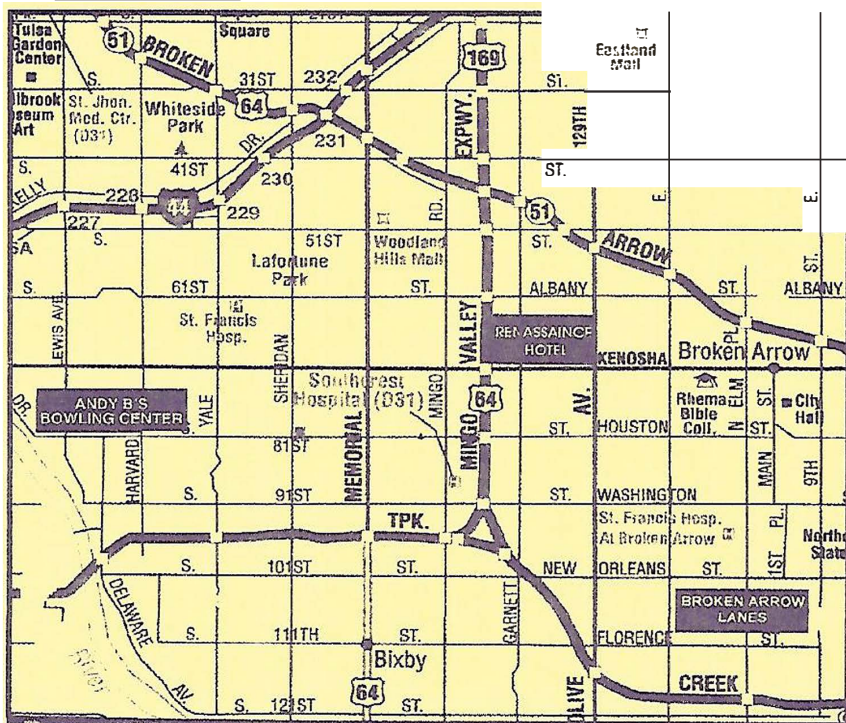 S.
21ST
Tulsa
Garden
Center
51
BROKEN
Square
232
169
Eastland
Mall
S.
31ST
ST.
64
St. Jhon.
Med. Ctr.
(D31)
Whiteside
Park
DR.
231
EXPWY.
129TH
Art
S.
41ST
230
ST.
228
44
229
227
S.
51ST
Woodland
Hills Mall
RD.
51
ST.
ARROW
E.
E.
Lafortune
Park
ST.
S.
61ST
ST.
ALBANY
ST.
ALBANY
LEWIS AVE.
St. Francis
Hosp.
SHERIDAN
VALLEY
RENASSAINCE
HOTEL
KENOSHA
PL.
Broken Arrow
DR.
ANDY B'S
BOWLING CENTER
YALE
Southcrest
Hospital (D31)
MEMORIAL
MINGO
64
AV.
Rhema
Bible
Coll.
N ELM
ST.
City
Hall
S.
81ST
MINGO
ST.
HOUSTON
ST.
HARVARD
MAIN
9TH
S.
91ST
ST.
WASHINGTON
TPK.
St. Francis Hosp.
At Broken Arrow
1ST PL.
S.
101ST
ST.
NEW ORLEANS
ST.
DELAWARE
AV.
GARNETT
BROKEN ARROW
LANES
S.
111TH
ST.
FLORENCE
ST.
Bixby
64
S.
121ST
ST.
OLIVE
CREEK